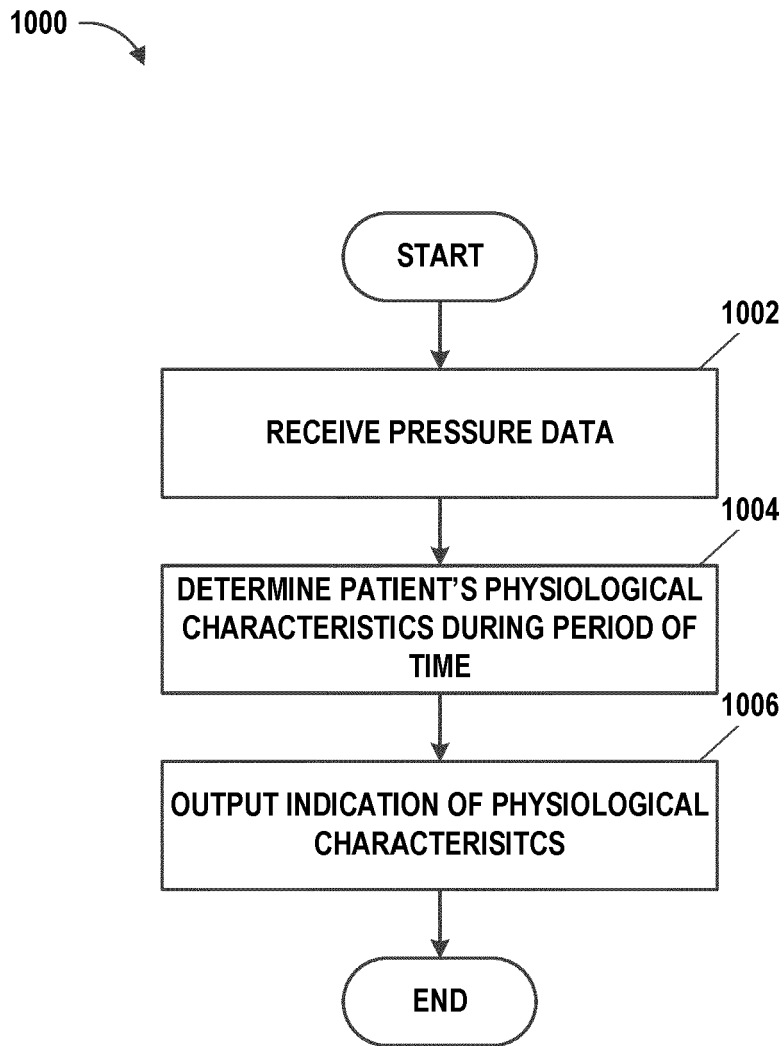 1000
START
1002
RECEIVE PRESSURE DATA
1004
DETERMINE PATIENT'S PHYSIOLOGICAL
CHARACTERISTICS DURING PERIOD OF
TIME
1006
OUTPUT INDICATION OF PHYSIOLOGICAL
CHARACTERISITCS
END